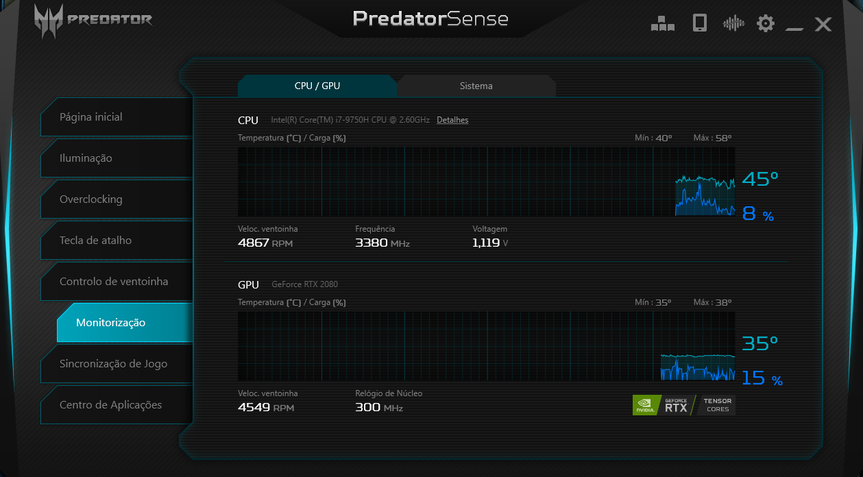 PREDATOR
PredatorSense
CPU / GPU
Sistema
Página inicial
Iluminação
Overclocking
Tecla de atalho
Controlo de ventoinha
Monitorização
Sincronização de Jogo
Centro de Aplicações
CPU Intel(R) Core(TM) i7-9750H CPU @ 2.60GHz Detalhes
Temperatura (°C) / Carga (%) Mín : 40° Máx : 58°
45°
8 %
Veloc. ventoinha Frequência Voltagem
4867 RPM 3380 MHz 1,119 V
GPU GeForce RTX 2080
Temperatura (°C) / Carga (%) Mín : 35° Máx : 38°
35°
15 %
Veloc. ventoinha Relógio de Núcleo
4549 RPM 300 MHz
NVIDIA
GEFORCE
RTX
TENSOR
CORES